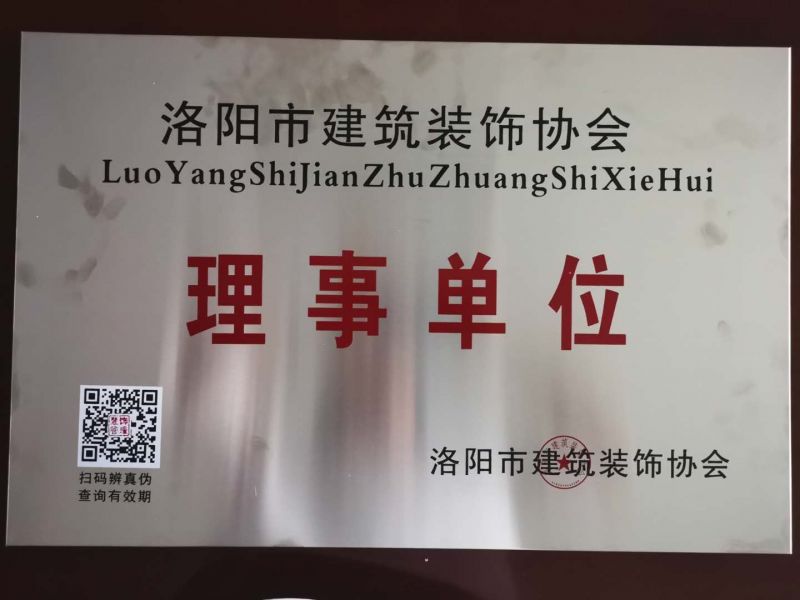 洛阳市建筑装饰协会
LuoYangShiJianZhuZhuangShiXieHui
理事单位
扫码辨真伪
查询有效期
洛阳市建筑装饰协会